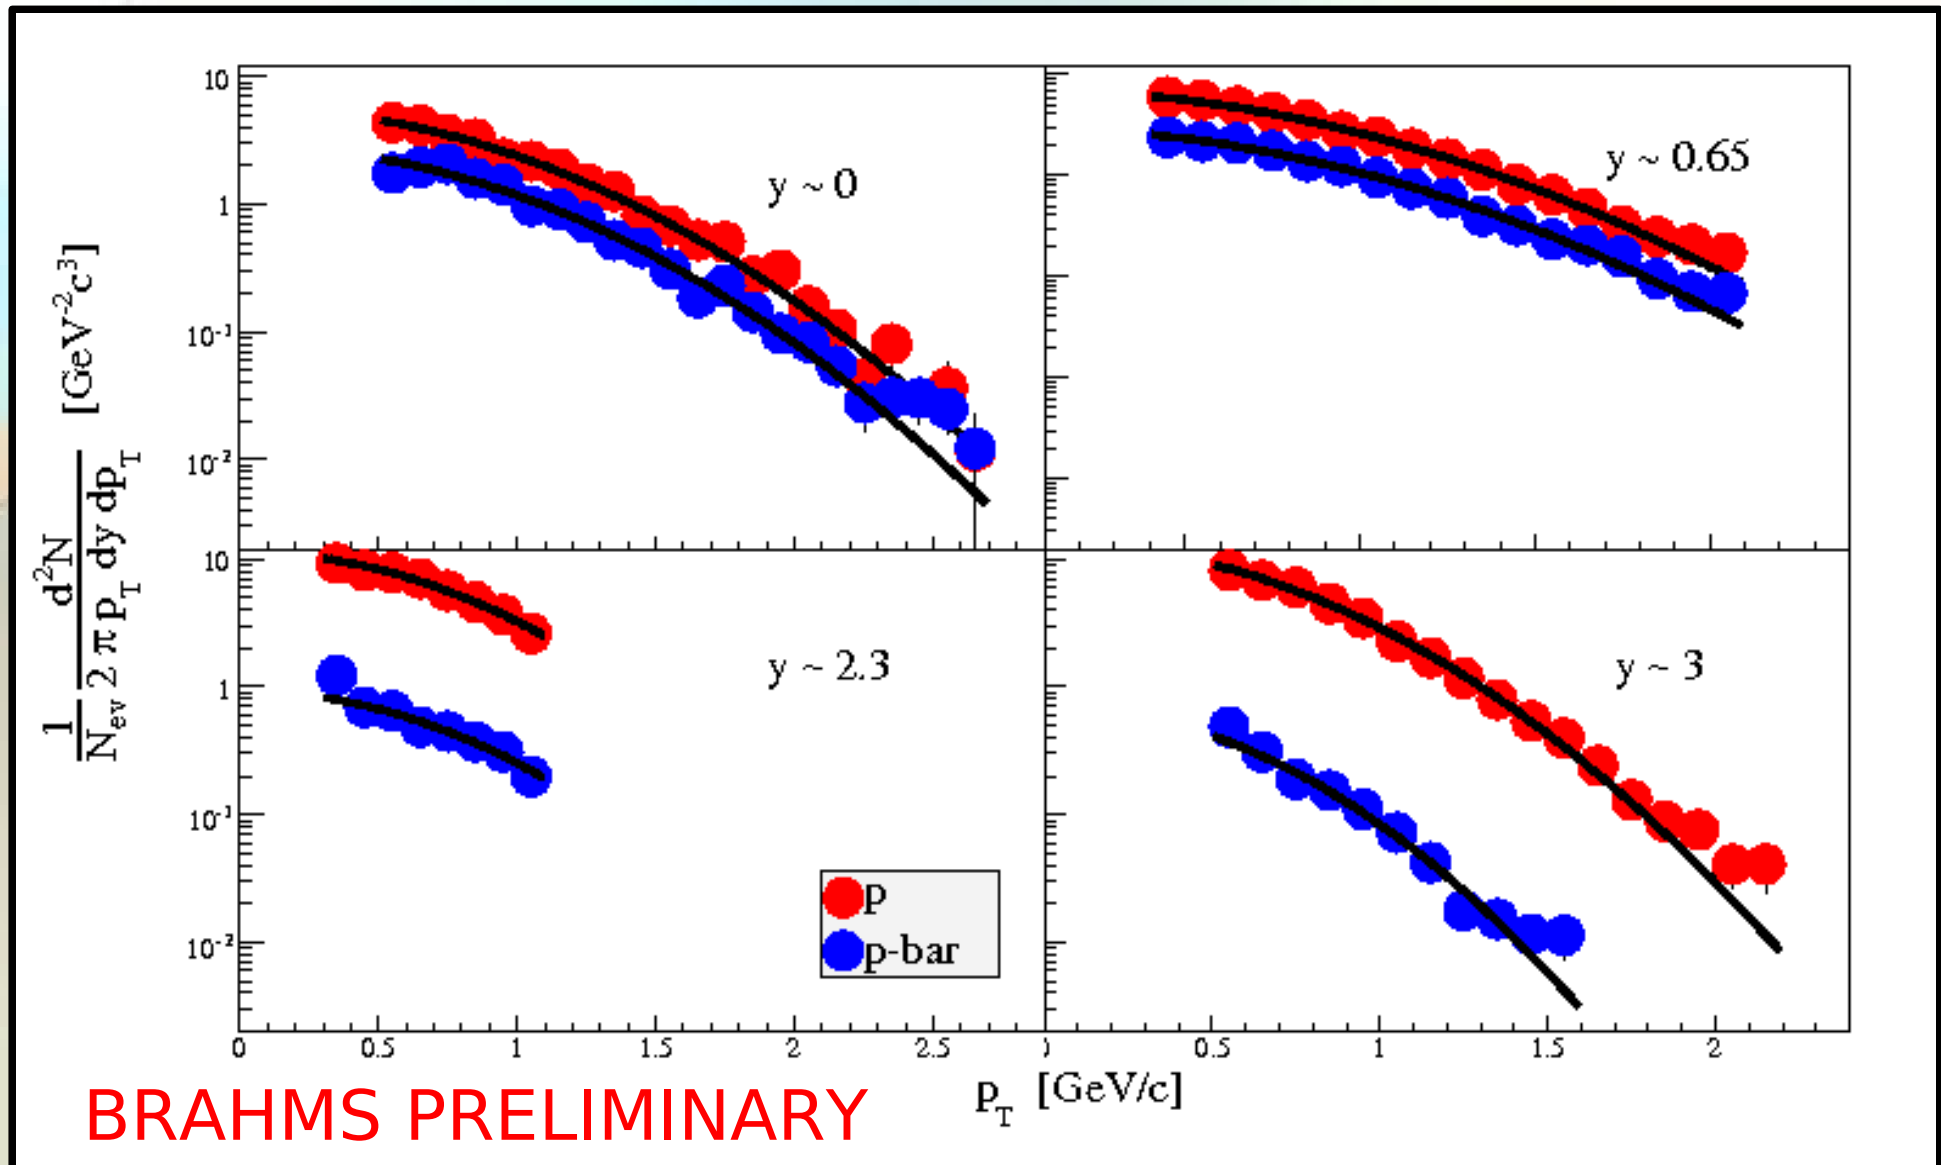 1/N_ev d²N/2 π p_T dy dp_T [GeV⁻²c³]
10
1
10⁻¹
10⁻²
y ~ 0
y ~ 0.65
10
1
10⁻¹
10⁻²
y ~ 2.3
y ~ 3
p
p-bar
0 0.5 1 1.5 2 2.5
0.5 1 1.5 2
p_T [GeV/c]
BRAHMS PRELIMINARY